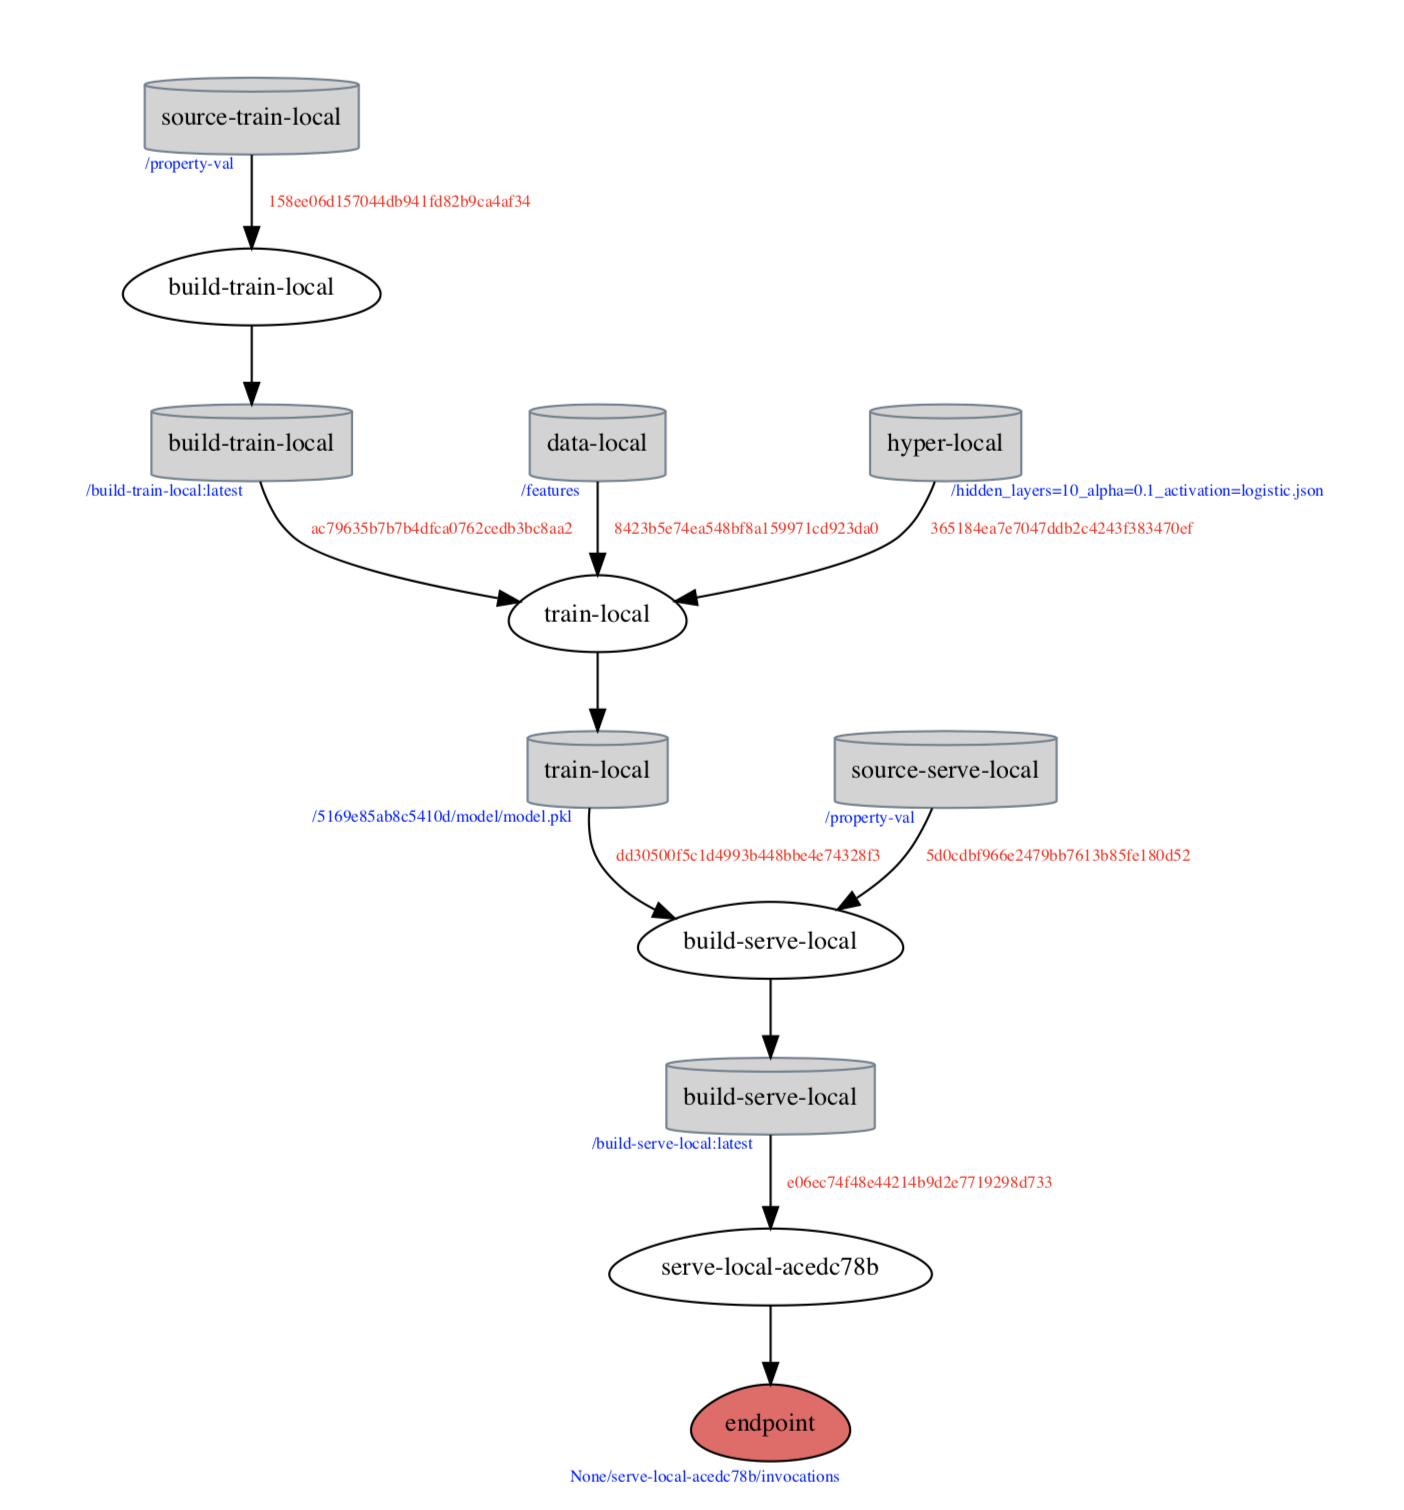 source-train-local
/property-val
158ee06d157044db941fd82b9ca4af34
build-train-local
build-train-local
data-local
hyper-local
/build-train-local:latest
/features
/hidden_layers=10_alpha=0.1_activation=logistic.json
ac79635b7b7b4dfca0762cedb3bc8aa2
8423b5e74ea548bf8a159971cd923da0
365184ea7e7047ddb2c4243f383470ef
train-local
train-local
source-serve-local
/5169e85ab8c5410d/model/model.pkl
/property-val
dd30500f5c1d4993b448bbe4e74328f3
5d0cdbf966e2479bb7613b85fe180d52
build-serve-local
build-serve-local
/build-serve-local:latest
e06ec74f48e44214b9d2e7719298d733
serve-local-acedc78b
endpoint
None/serve-local-acedc78b/invocations